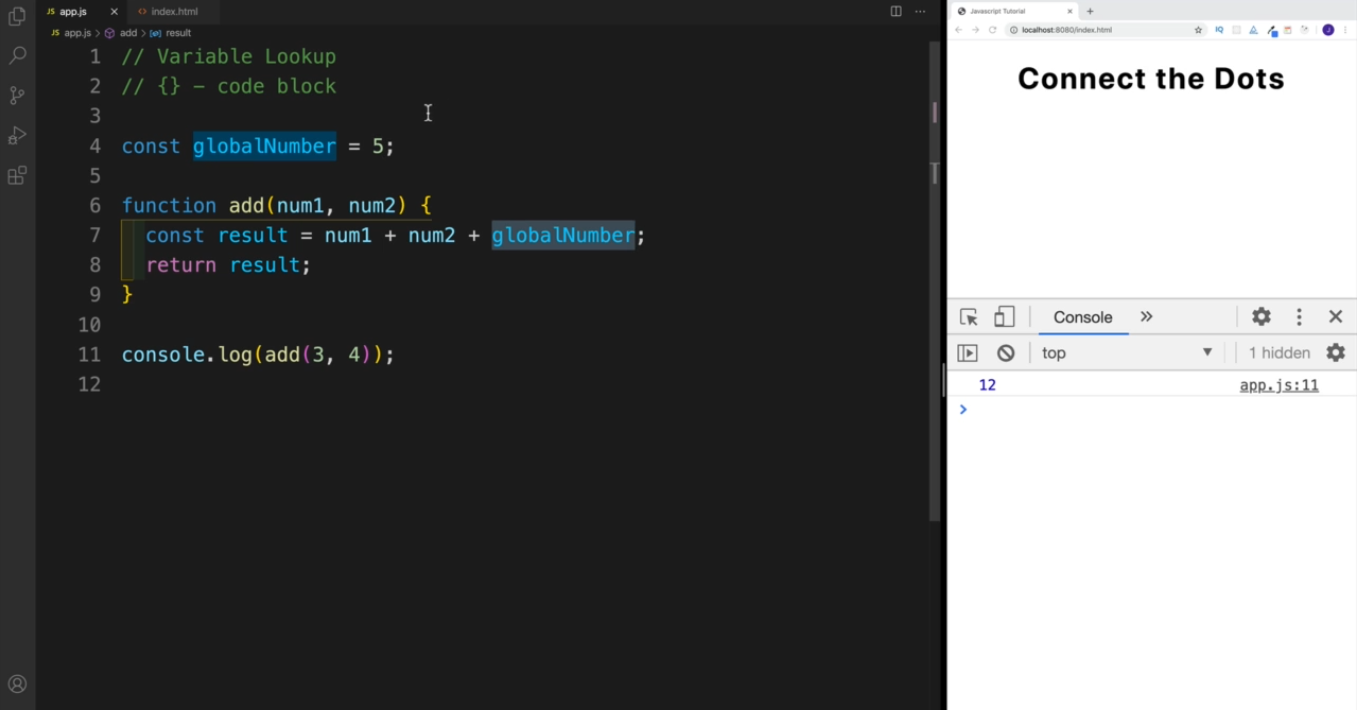 JS app.js × <> index.html ...
JS app.js > add > result
1 // Variable Lookup
2 // {} – code block
3
4 const globalNumber = 5;
5
6 function add(num1, num2) {
7 const result = num1 + num2 + globalNumber;
8 return result;
9 }
10
11 console.log(add(3, 4));
12
Javascript Tutorial × +
localhost:8080/index.html IQ J
Connect the Dots
Console »
top ▼ 1 hidden
12 app.js:11
>